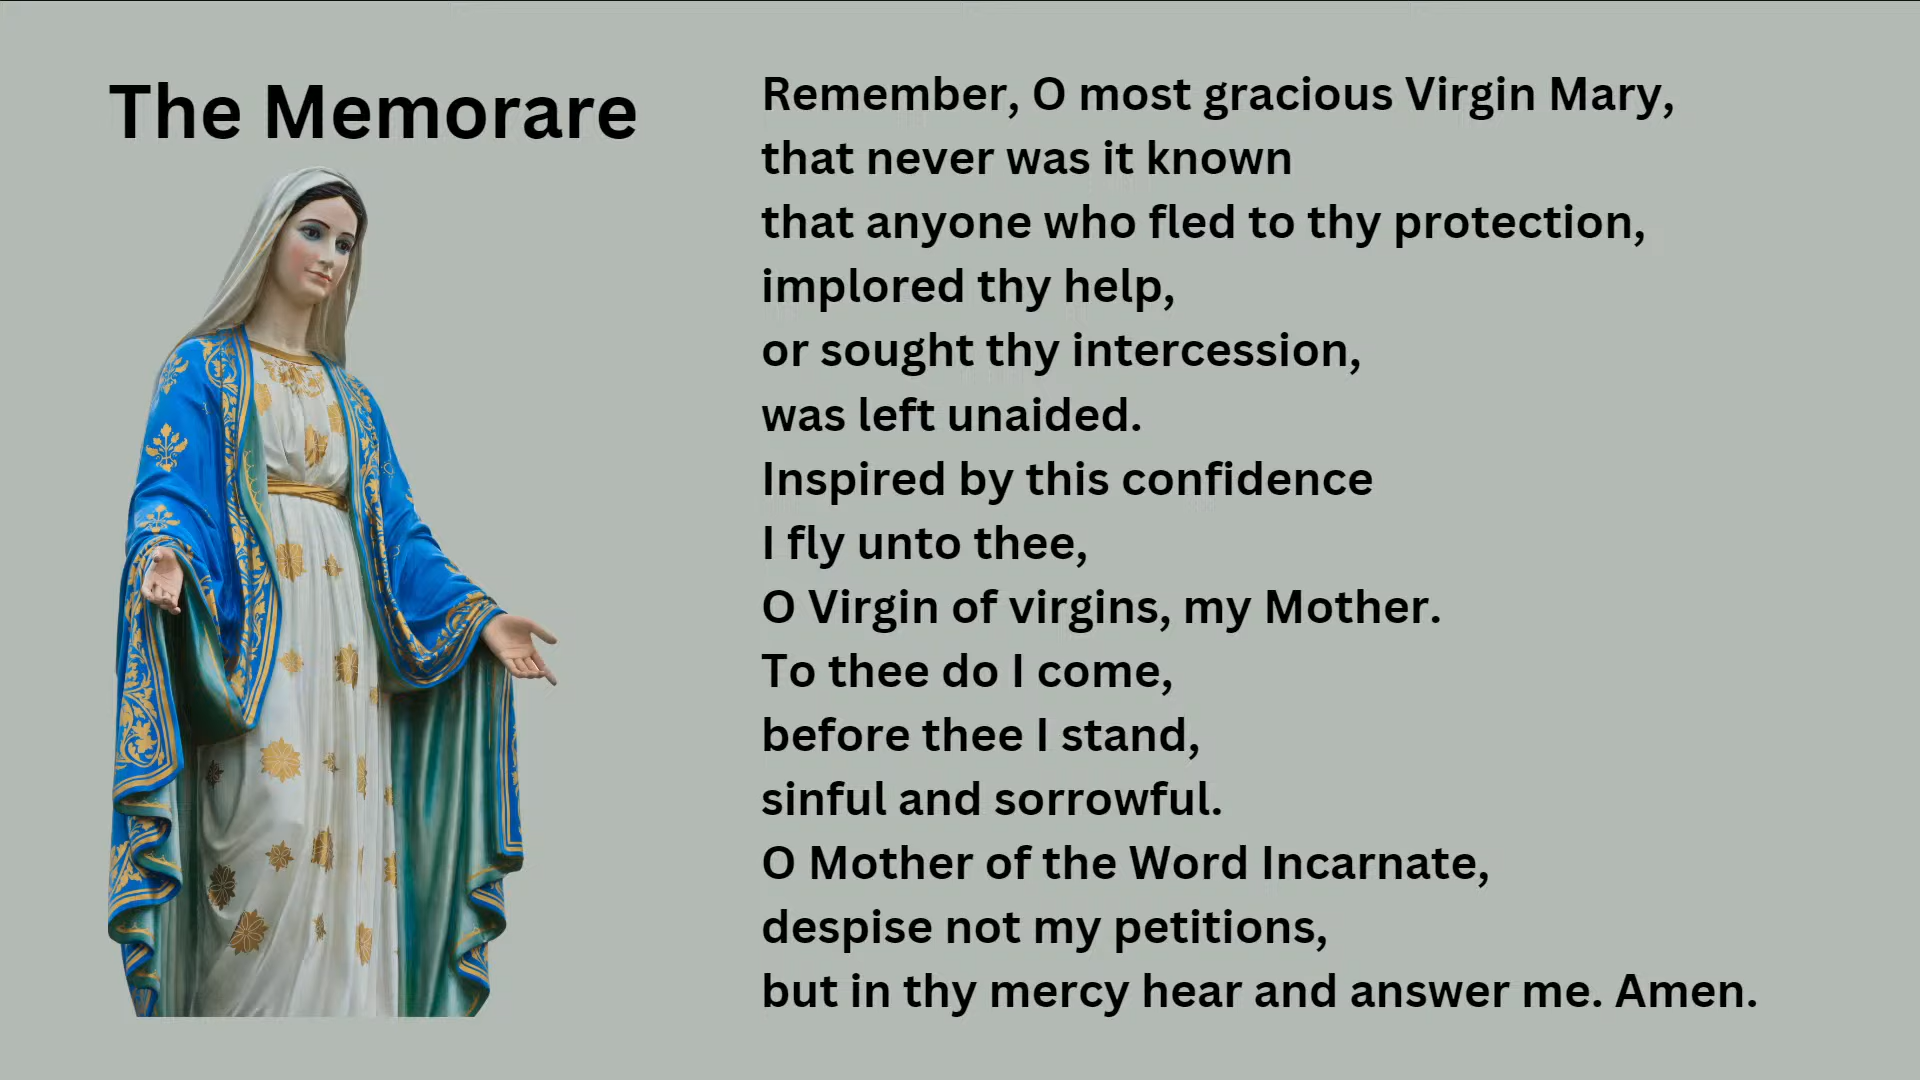 The Memorare
Remember, O most gracious Virgin Mary,
that never was it known
that anyone who fled to thy protection,
implored thy help,
or sought thy intercession,
was left unaided.
Inspired by this confidence
I fly unto thee,
O Virgin of virgins, my Mother.
To thee do I come,
before thee I stand,
sinful and sorrowful.
O Mother of the Word Incarnate,
despise not my petitions,
but in thy mercy hear and answer me. Amen.